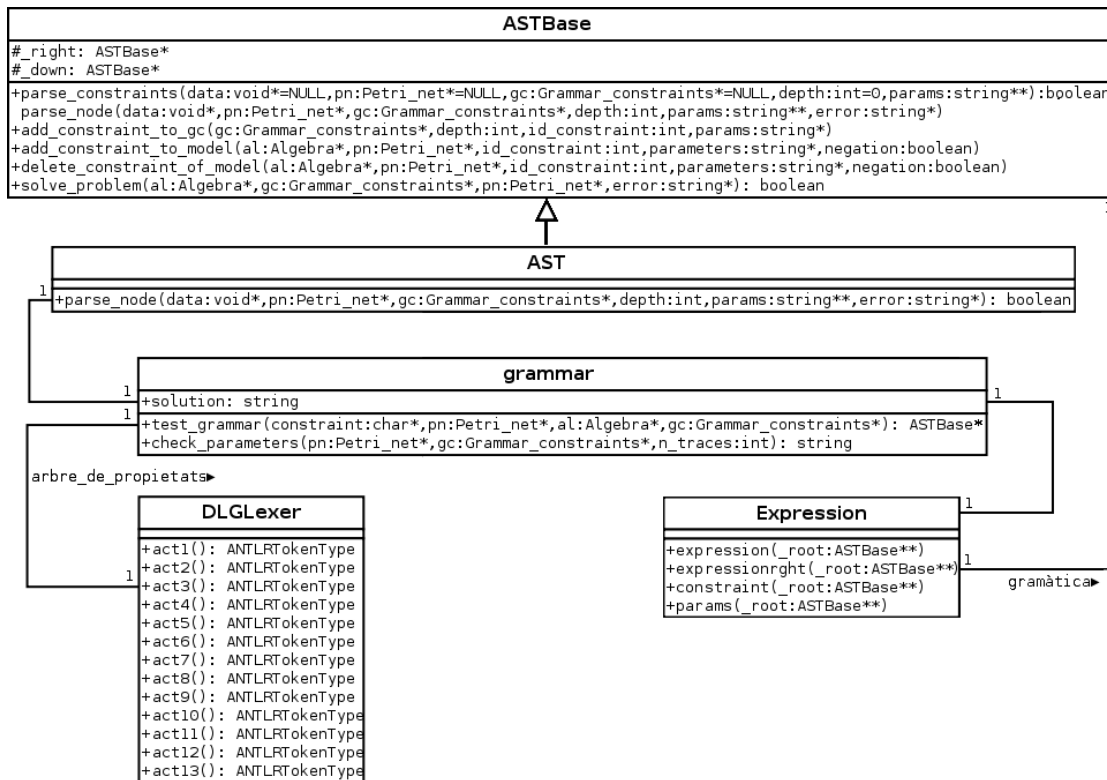 ASTBase
#_right: ASTBase*
#_down: ASTBase*
+parse_constraints(data:void*=NULL,pn:Petri_net*=NULL,gc:Grammar_constraints*=NULL,depth:int=0,params:string**):boolean
parse_node(data:void*,pn:Petri_net*,gc:Grammar_constraints*,depth:int,params:string**,error:string*)
+add_constraint_to_gc(gc:Grammar_constraints*,depth:int,id_constraint:int,params:string*)
+add_constraint_to_model(al:Algebra*,pn:Petri_net*,id_constraint:int,parameters:string*,negation:boolean)
+delete_constraint_of_model(al:Algebra*,pn:Petri_net*,id_constraint:int,parameters:string*,negation:boolean)
+solve_problem(al:Algebra*,gc:Grammar_constraints*,pn:Petri_net*,error:string*): boolean
AST
1
+parse_node(data:void*,pn:Petri_net*,gc:Grammar_constraints*,depth:int,params:string**,error:string*): boolean
grammar
1
+solution: string
1
1
+test_grammar(constraint:char*,pn:Petri_net*,al:Algebra*,gc:Grammar_constraints*): ASTBase*
+check_parameters(pn:Petri_net*,gc:Grammar_constraints*,n_traces:int): string
arbre_de_propietats►
DLGLexer
1
+act1(): ANTLRTokenType
+act2(): ANTLRTokenType
+act3(): ANTLRTokenType
+act4(): ANTLRTokenType
+act5(): ANTLRTokenType
+act6(): ANTLRTokenType
+act7(): ANTLRTokenType
+act8(): ANTLRTokenType
+act9(): ANTLRTokenType
+act10(): ANTLRTokenType
+act11(): ANTLRTokenType
+act12(): ANTLRTokenType
+act13(): ANTLRTokenType
Expression
1
+expression(_root:ASTBase**)
+expressionrght(_root:ASTBase**)
+constraint(_root:ASTBase**)
+params(_root:ASTBase**)
1
gramàtica►